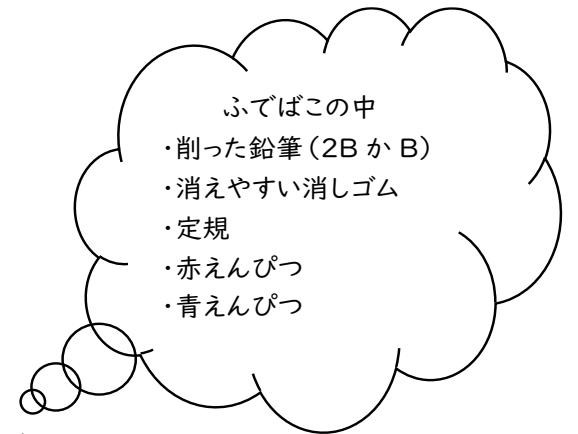 ふでばこの中
・削った鉛筆（2B か B）
・消えやすい消しゴム
・定規
・赤えんぴつ
・青えんぴつ